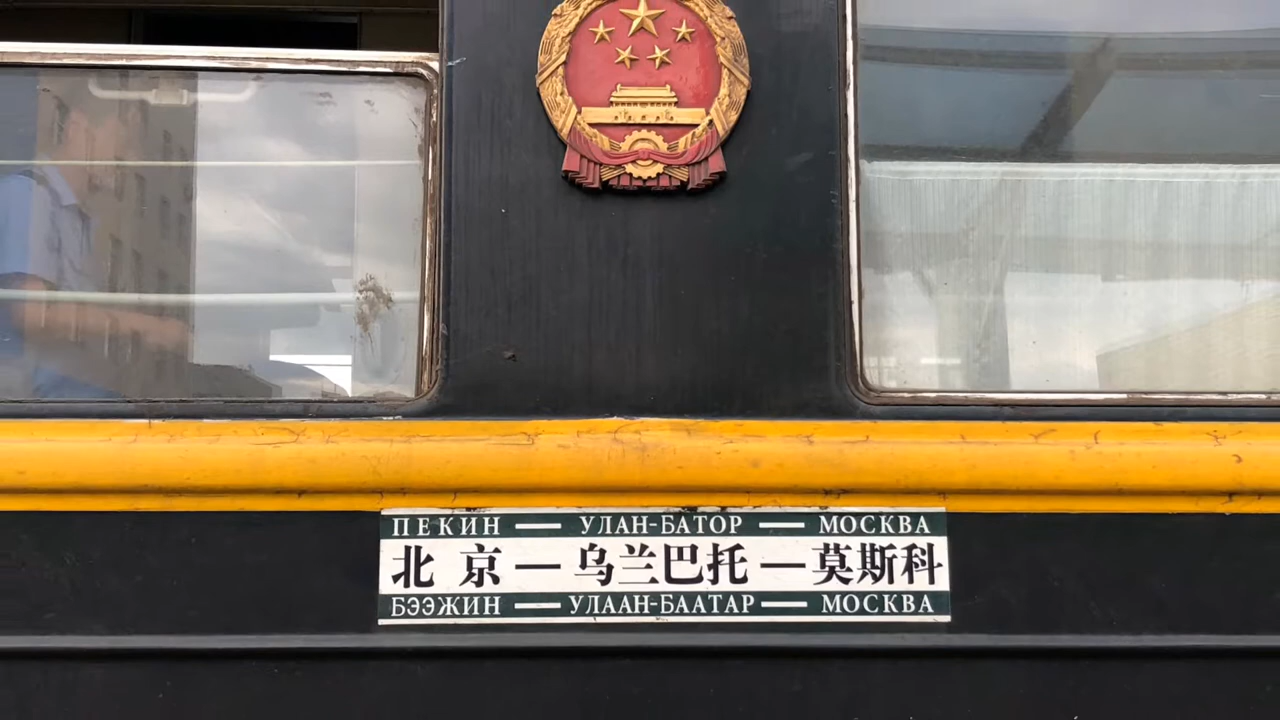 ПЕКИН — УЛАН-БАТОР — МОСКВА
北京 — 乌兰巴托 — 莫斯科
БЭЭЖИН — УЛААН-БААТАР — МОСКВА